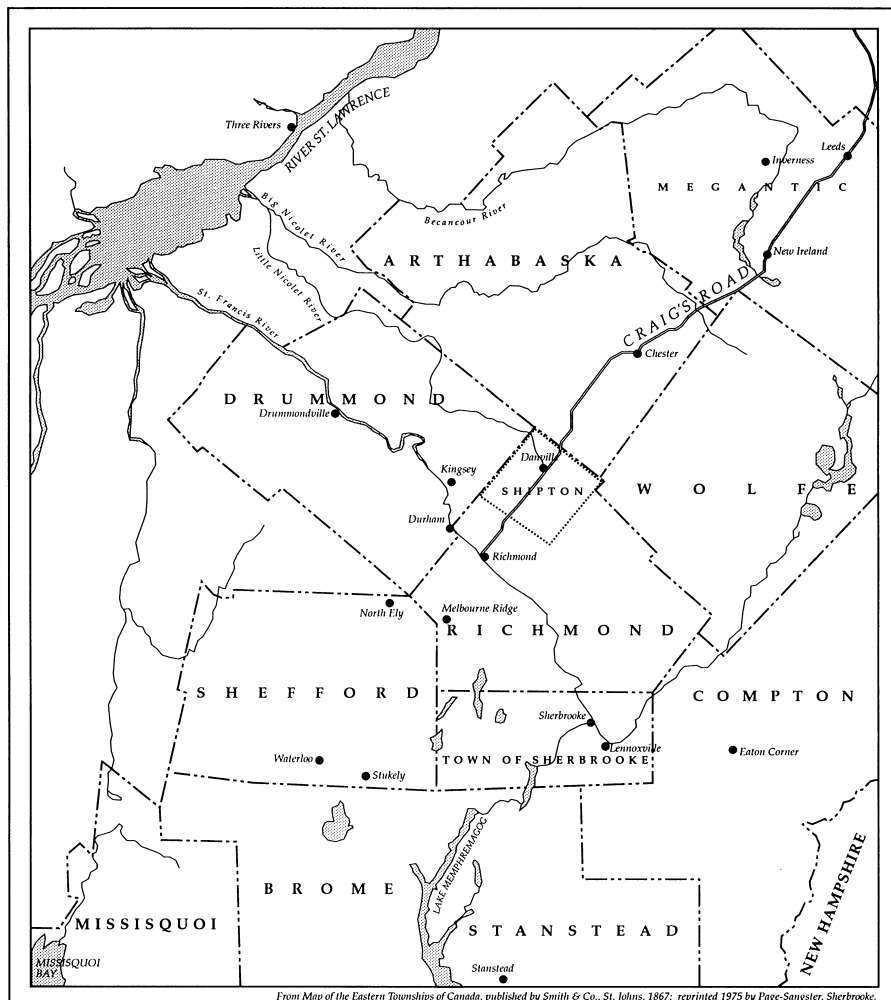 Three Rivers
RIVER ST. LAWRENCE
Leeds
Inverness
MEGANTIC
Big Nicolet River
Becancour River
Little Nicolet River
New Ireland
ARTHABASKA
St. Francis River
CRAIG'S ROAD
Chester
DRUMMOND
Drummondville
Danville
Kingsey
SHIPTON
WOLFE
Durham
Richmond
North Ely
Melbourne Ridge
RICHMOND
SHEFFORD
COMPTON
Sherbrooke
Lennoxville
Eaton Corner
Waterloo
TOWN OF SHERBROOKE
Stukely
LAKE MEMPHREMAGOG
NEW HAMPSHIRE
BROME
MISSISQUOI
STANSTEAD
MISSISQUOI
BAY
Stanstead
From Map of the Eastern Townships of Canada, published by Smith & Co., St. Johns, 1867; reprinted 1975 by Page-Sangster, Sherbrooke.